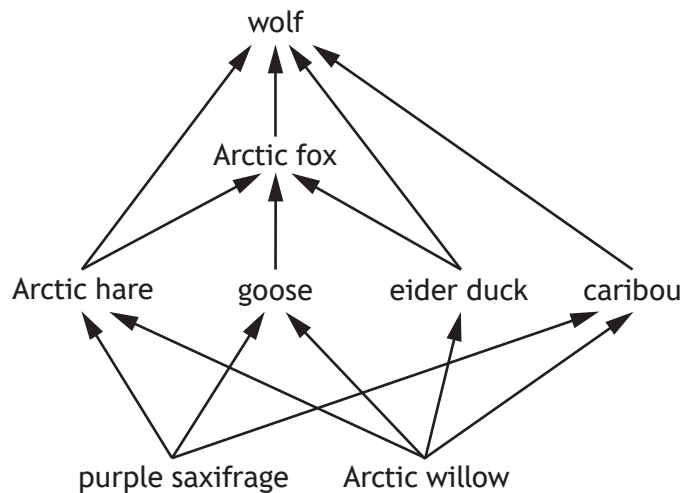 wolf
Arctic fox
Arctic hare
goose
eider duck
caribou
purple saxifrage
Arctic willow